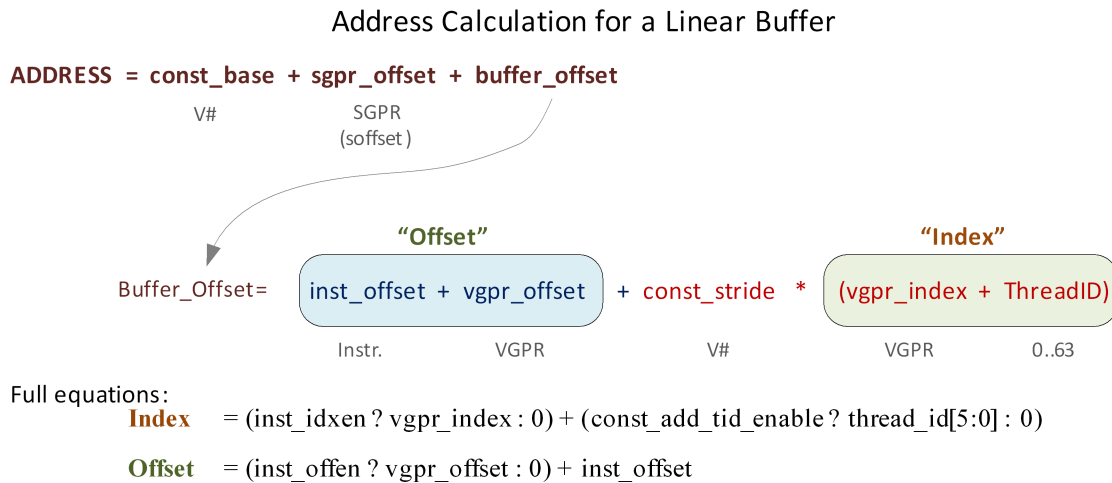 Address Calculation for a Linear Buffer
ADDRESS = const_base + sgpr_offset + buffer_offset
V# SGPR
(soffset)
“Offset” “Index”
Buffer_Offset= inst_offset + vgpr_offset + const_stride * (vgpr_index + ThreadID)
Instr. VGPR V# VGPR 0..63
Full equations:
Index = (inst_idxen ? vgpr_index : 0) + (const_add_tid_enable ? thread_id[5:0] : 0)
Offset = (inst_offen ? vgpr_offset : 0) + inst_offset